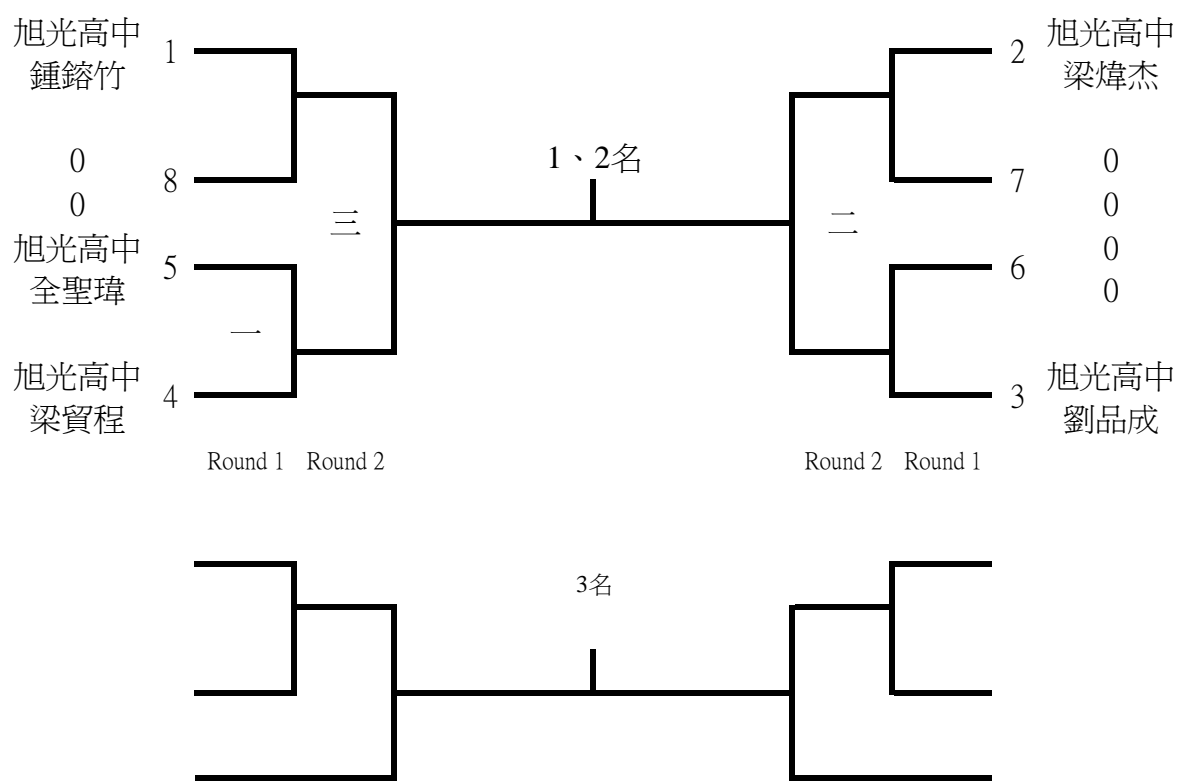 旭光高中
鍾鎔竹
1
2
旭光高中
梁煒杰
0
0
8
1、2名
7
0
0
0
0
三
二
旭光高中
全聖瑋
5
6
一
旭光高中
梁貿程
4
3
旭光高中
劉品成
Round 1 Round 2
Round 2 Round 1
3名